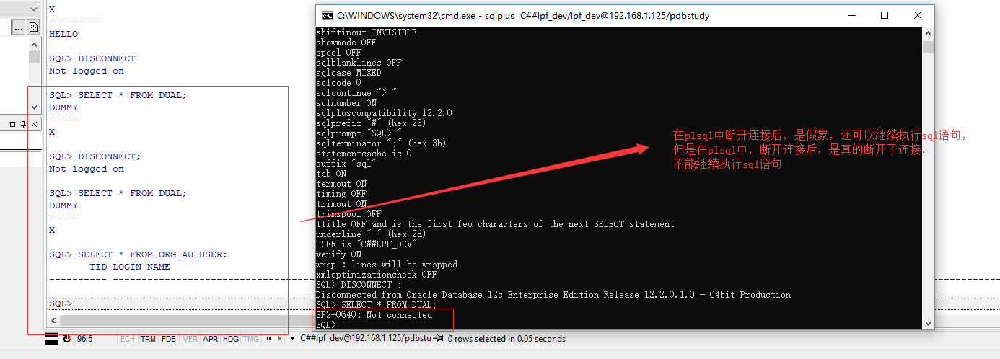 X
---------
HELLO
SQL> DISCONNECT
Not logged on
SQL> SELECT * FROM DUAL;
DUMMY
-----
X
SQL> DISCONNECT;
Not logged on
SQL> SELECT * FROM DUAL;
DUMMY
-----
X
SQL> SELECT * FROM ORG_AU_USER;
TID LOGIN_NAME
SQL>
96:6
ECH TRM FDB VER APR HDG TMG
C##lpf_dev@192.168.1.125/pdbstu
0 rows selected in 0.05 seconds
C:\WINDOWS\system32\cmd.exe - sqlplus C##lpf_dev/lpf_dev@192.168.1.125/pdbstudy
shiftinout INVISIBLE
showmode OFF
spool OFF
sqlblanklines OFF
sqlcase MIXED
sqlcode 0
sqlcontinue "> "
sqlnumber ON
sqlpluscompatibility 12.2.0
sqlprefix "#" (hex 23)
sqlprompt "SQL> "
sqlterminator ";" (hex 3b)
statementcache is 0
suffix "sql"
tab ON
termout ON
timing OFF
trimout ON
trimspool OFF
ttitle OFF and is the first few characters of the next SELECT statement
underline "-" (hex 2d)
USER is "C##LPF_DEV"
verify ON
wrap : lines will be wrapped
xmloptimizationcheck OFF
SQL> DISCONNECT ;
Disconnected from Oracle Database 12c Enterprise Edition Release 12.2.0.1.0 - 64bit Production
SQL> SELECT * FROM DUAL;
SP2-0640: Not connected
SQL>
在plsql中断开连接后，是假象，还可以继续执行sql语句，
但是在plsql中，断开连接后，是真的断开了连接，
不能继续执行sql语句